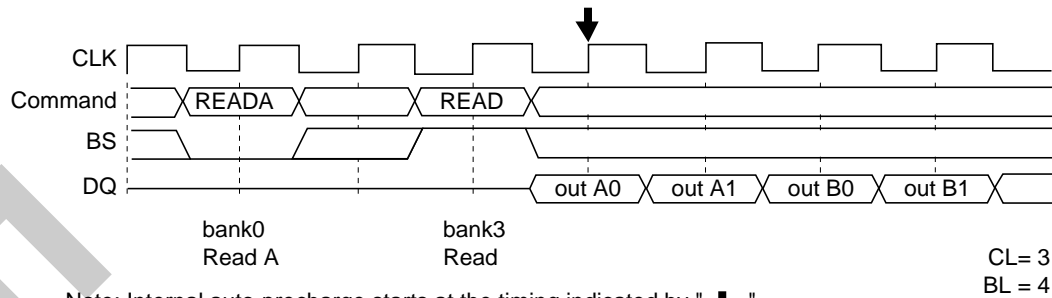 CLK
Command READA READ
BS
DQ out A0 out A1 out B0 out B1
bank0 bank3
Read A Read
CL= 3
BL = 4
Note: Internal auto-precharge starts at the timing indicated by " ".